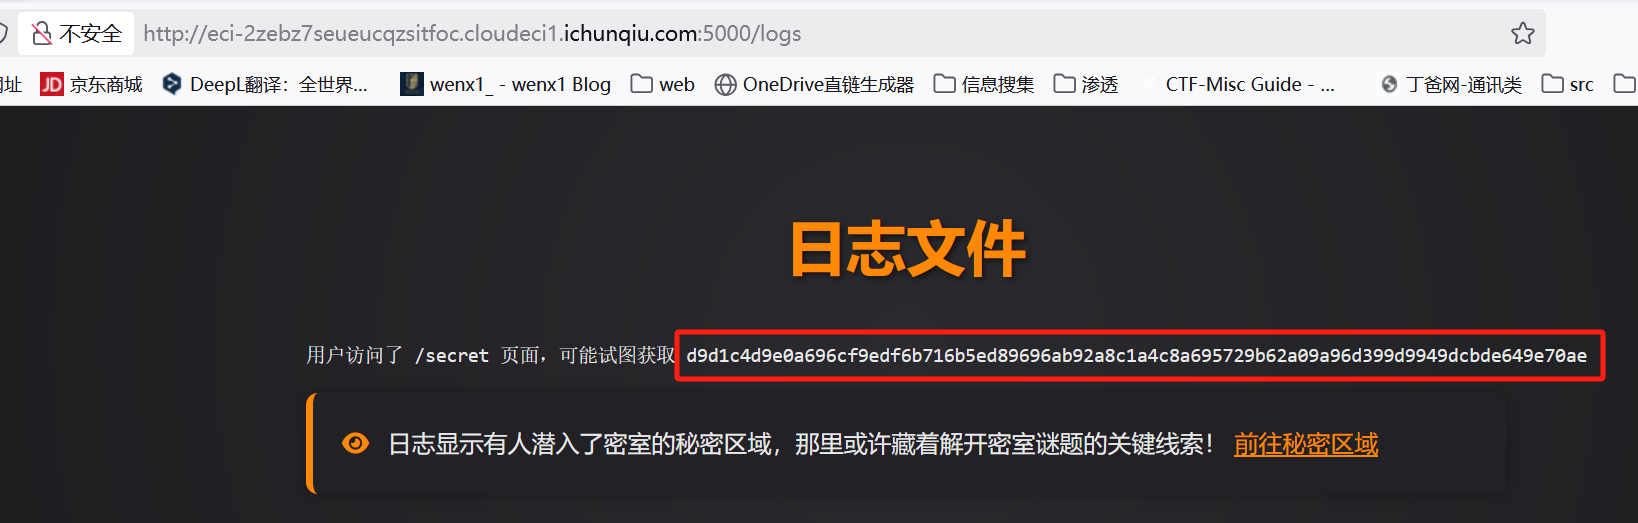 不安全 http://eci-2zebz7seueucqzsitfoc.cloudeci1.ichunqiu.com:5000/logs
址 京东商城 DeepL翻译：全世界... wenx1_ - wenx1 Blog web OneDrive直链生成器 信息搜集 渗透 CTF-Misc Guide - ... 丁爸网-通讯类 src
日志文件
用户访问了 /secret 页面，可能试图获取 d9d1c4d9e0a696cf9edf6b716b5ed89696ab92a8c1a4c8a695729b62a09a96d399d9949dcbde649e70ae
日志显示有人潜入了密室的秘密区域，那里或许藏着解开密室谜题的关键线索！ 前往秘密区域